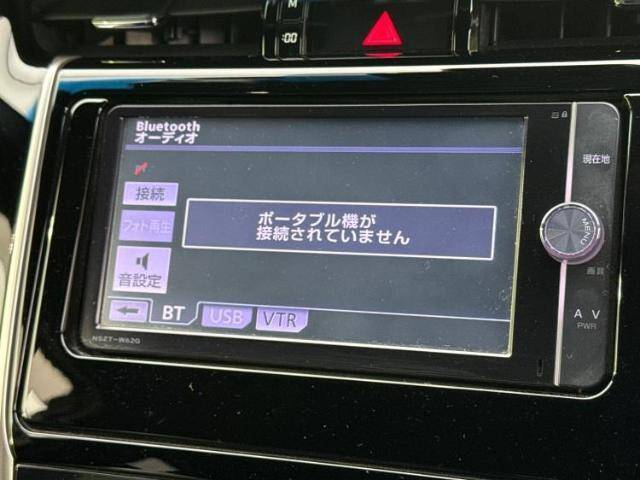 M
:00
Bluetooth
オーディオ
現在地
接続
フォト再生
ポータブル機が
接続されていません
MENU
音設定
画質
BT
USB
VTR
A V
PWR
NSZT-W62G